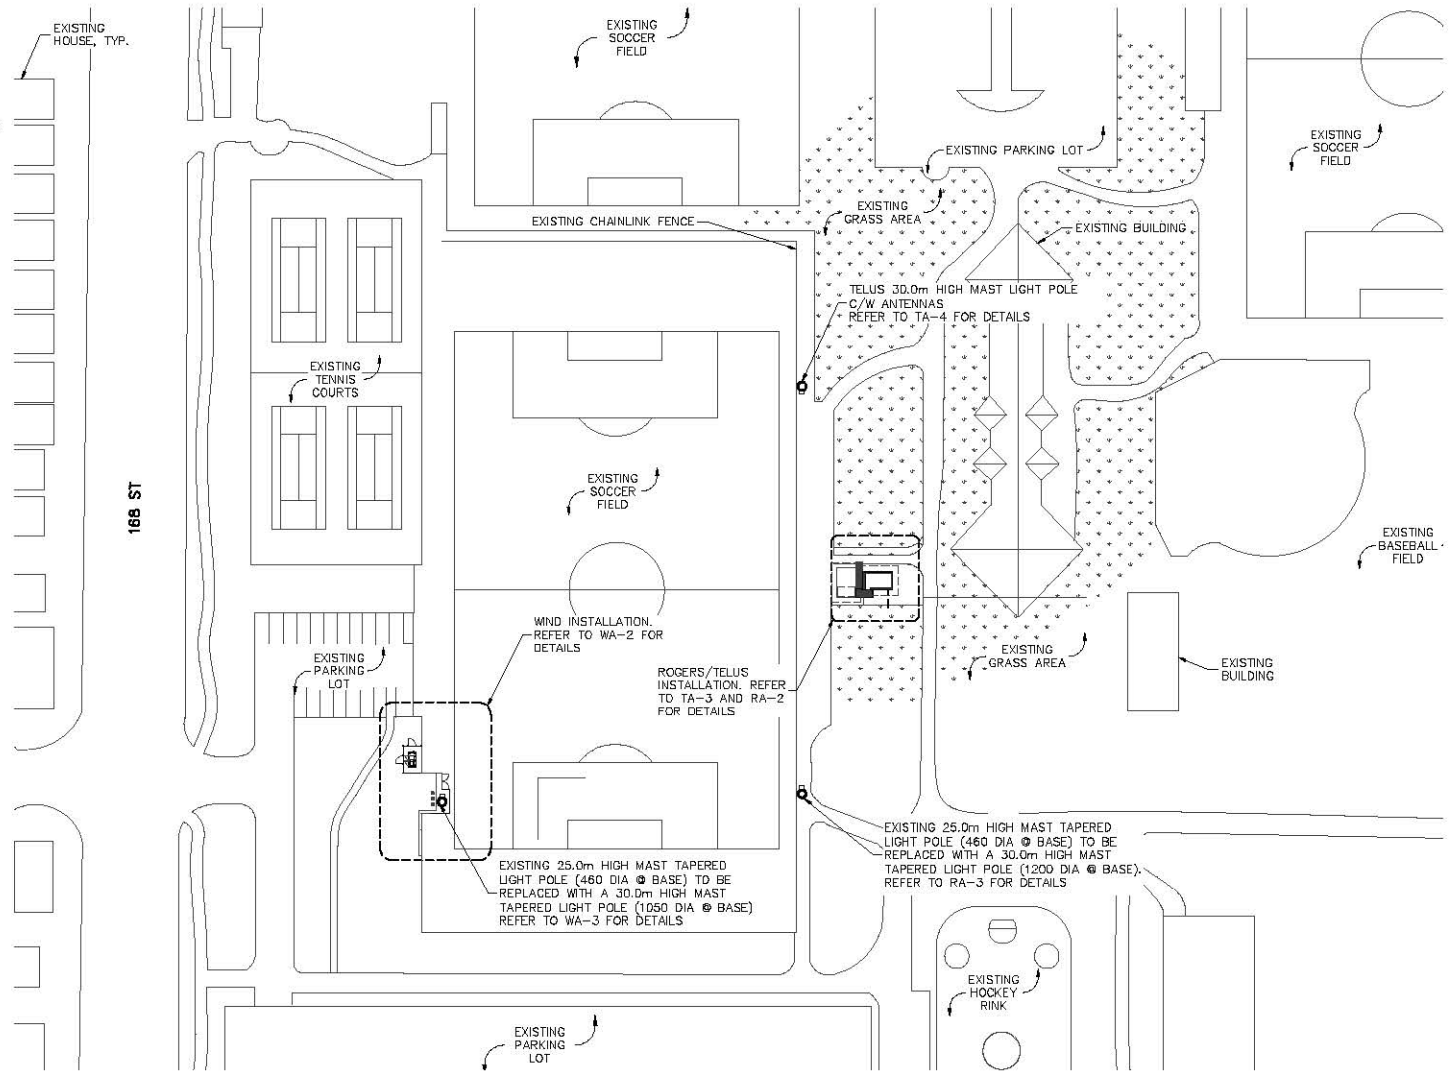 EXISTING
HOUSE, TYP.
EXISTING
SOCCER
FIELD
EXISTING PARKING LOT
EXISTING
SOCCER
FIELD
EXISTING CHAINLINK FENCE
EXISTING
GRASS AREA
EXISTING BUILDING
TELUS 30.0m HIGH MAST LIGHT POLE
C/W ANTENNAS
REFER TO TA-4 FOR DETAILS
EXISTING
TENNIS
COURTS
168 ST
EXISTING
SOCCER
FIELD
EXISTING
BASEBALL
FIELD
WIND INSTALLATION.
REFER TO WA-2 FOR
DETAILS
EXISTING
PARKING
LOT
ROGERS/TELUS
INSTALLATION. REFER
TO TA-3 AND RA-2
FOR DETAILS
EXISTING
GRASS AREA
EXISTING
BUILDING
EXISTING 25.0m HIGH MAST TAPERED
LIGHT POLE (460 DIA @ BASE) TO BE
REPLACED WITH A 30.0m HIGH MAST
TAPERED LIGHT POLE (1050 DIA @ BASE)
REFER TO WA-3 FOR DETAILS
EXISTING 25.0m HIGH MAST TAPERED
LIGHT POLE (460 DIA @ BASE) TO BE
REPLACED WITH A 30.0m HIGH MAST
TAPERED LIGHT POLE (1200 DIA @ BASE).
REFER TO RA-3 FOR DETAILS
EXISTING
HOCKEY
RINK
EXISTING
PARKING
LOT